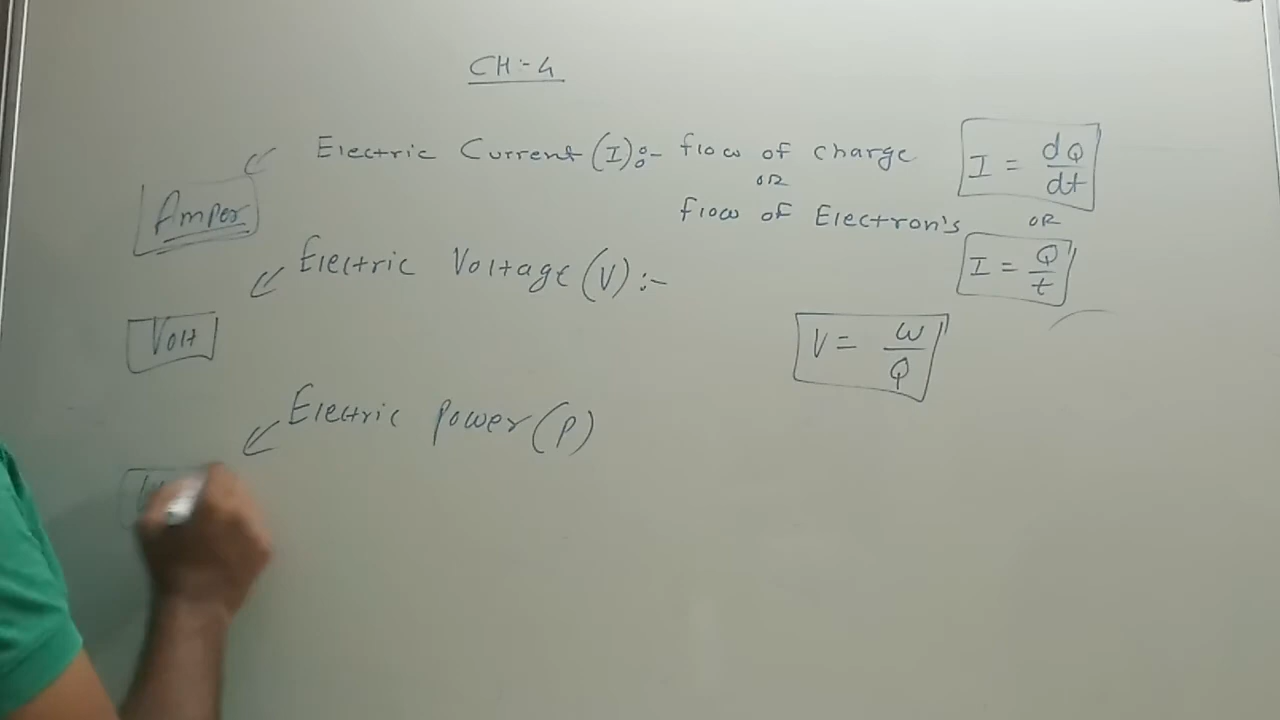 CH:- 4
Electric Current (I):- flow of charge
OR
flow of Electron's
I = dQ/dt
OR
I = Q/t
Amper
Electric Voltage (V):-
Volt
V = W/Q
Electric Power (P)